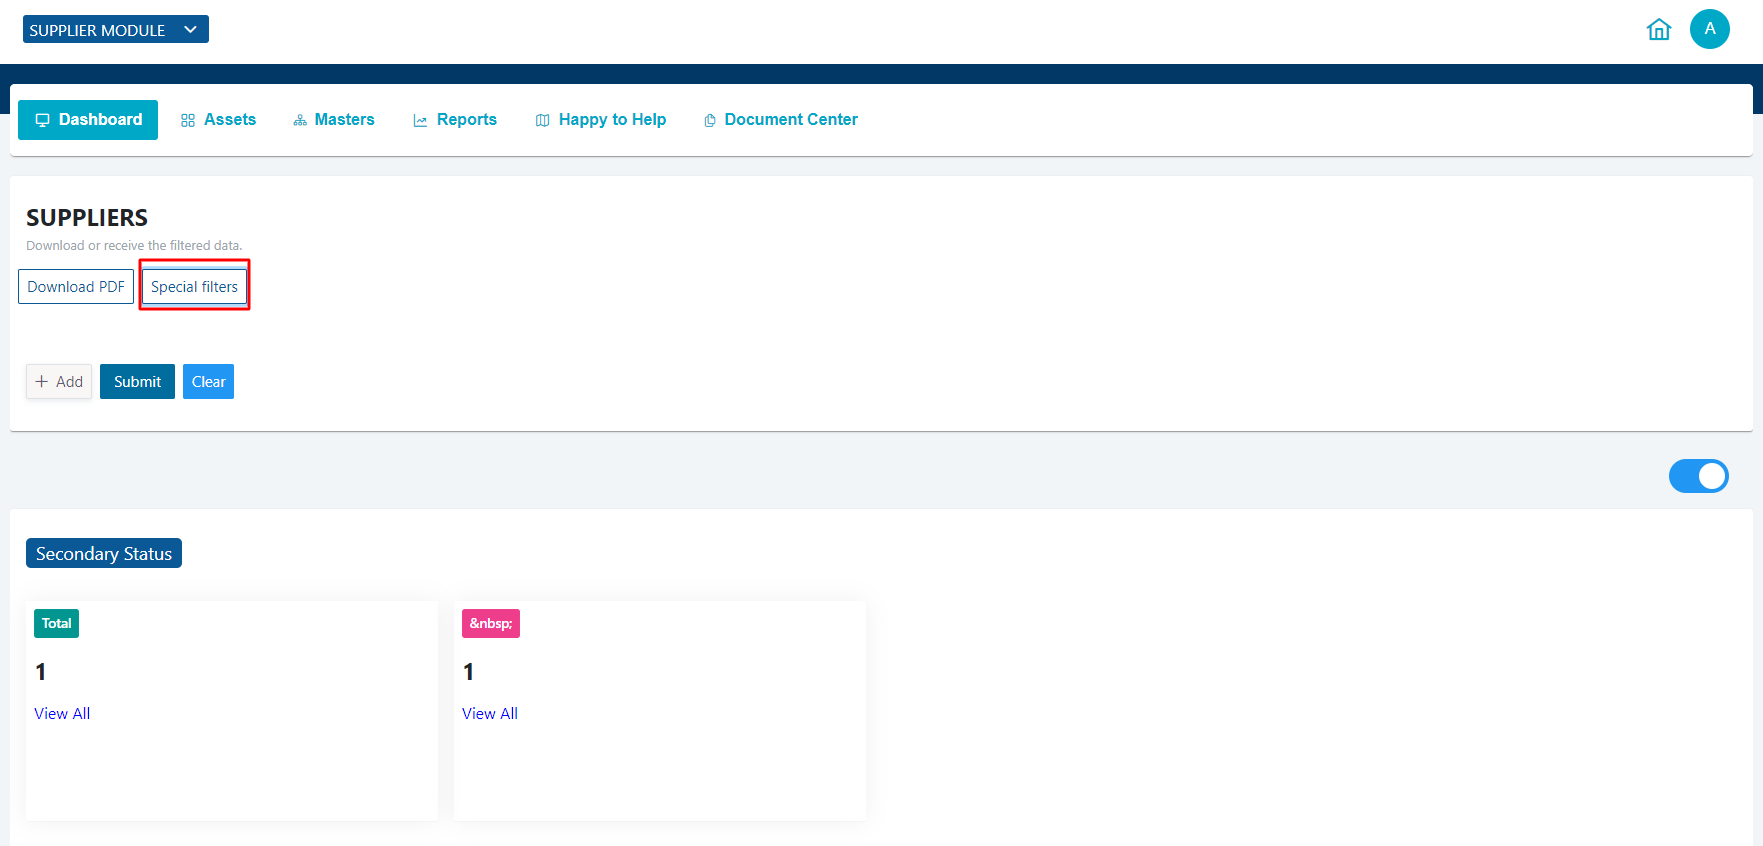 SUPPLIER MODULE
A
Dashboard
Assets
Masters
Reports
Happy to Help
Document Center
SUPPLIERS
Download or receive the filtered data.
Download PDF
Special filters
Add
Submit
Clear
Secondary Status
Total
1
View All
&nbsp;
1
View All